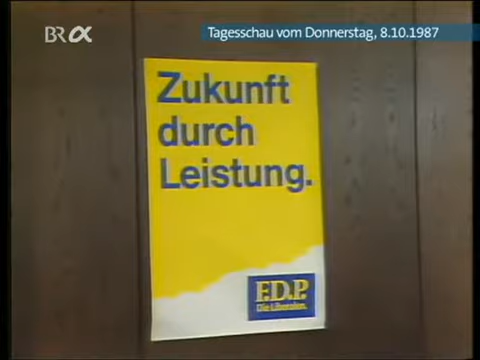 BR α
Tagesschau vom Donnerstag, 8.10.1987
Zukunft
durch
Leistung.
F.D.P.
Die Liberalen.